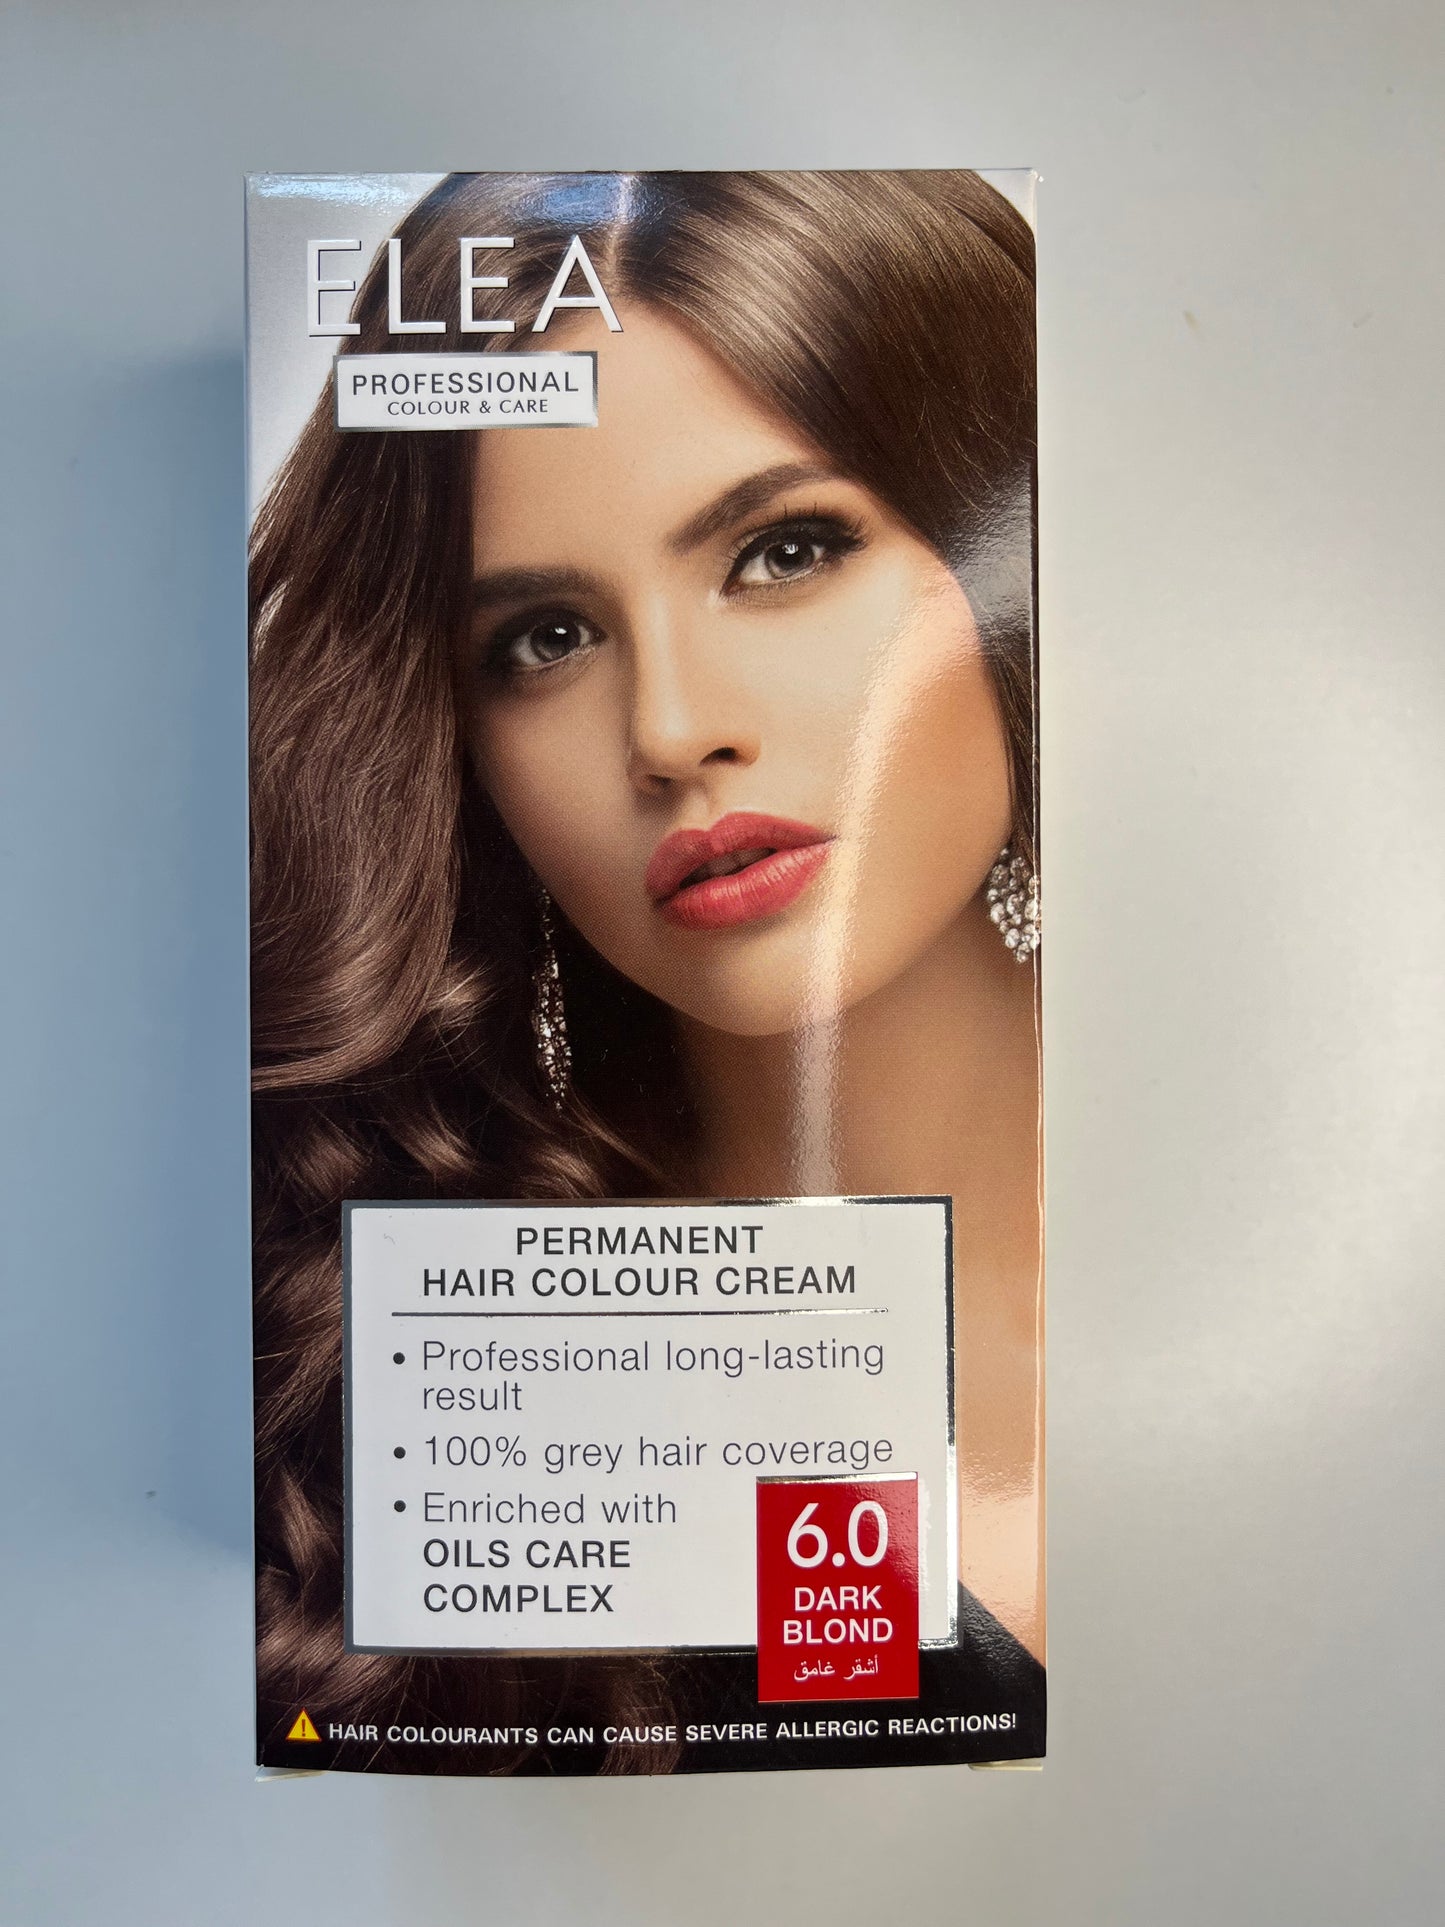 ELEA
PROFESSIONAL
COLOUR & CARE
PERMANENT
HAIR COLOUR CREAM
• Professional long-lasting
result
• 100% grey hair coverage
• Enriched with
OILS CARE
COMPLEX
6.0
DARK
BLOND
أشقر غامق
HAIR COLOURANTS CAN CAUSE SEVERE ALLERGIC REACTIONS!